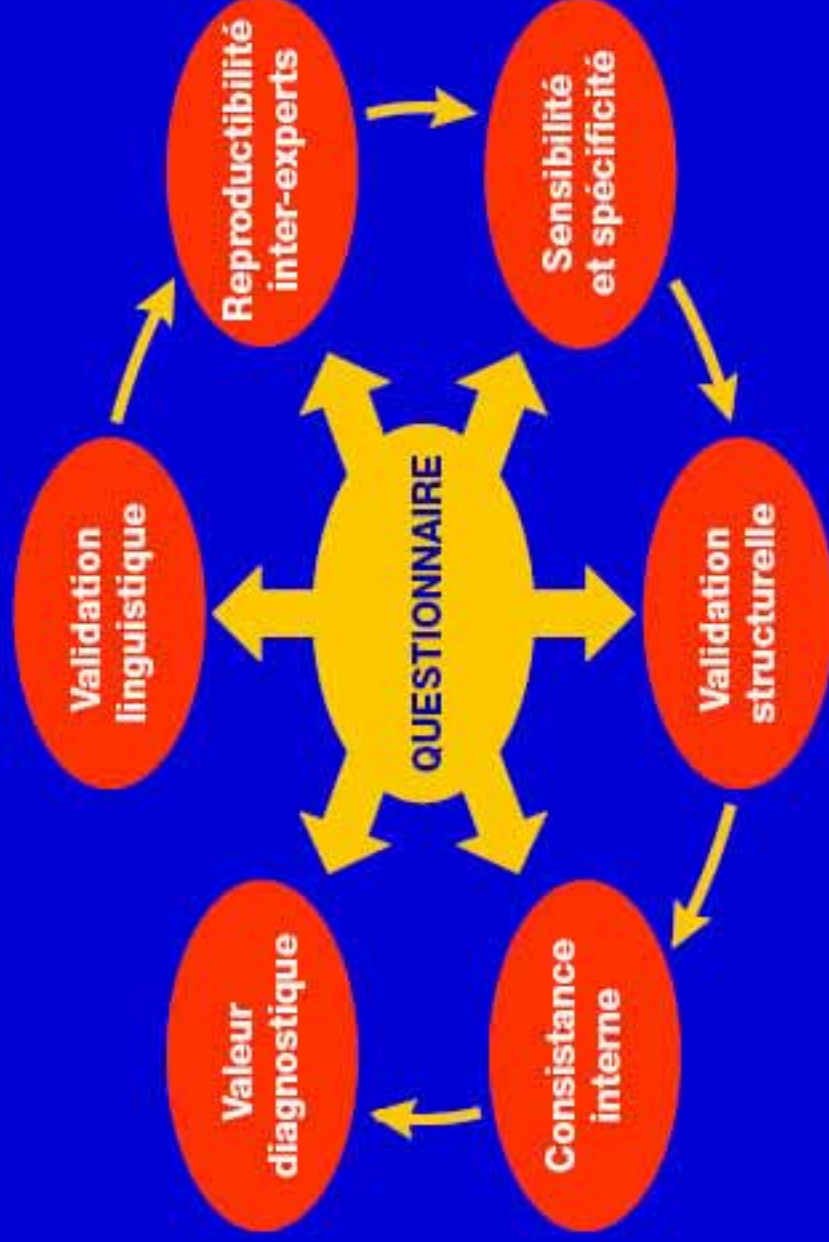 Validation
linguistique
Reproductibilité
inter-experts
Sensibilité
et spécificité
Validation
structurelle
Consistance
interne
Valeur
diagnostique
QUESTIONNAIRE